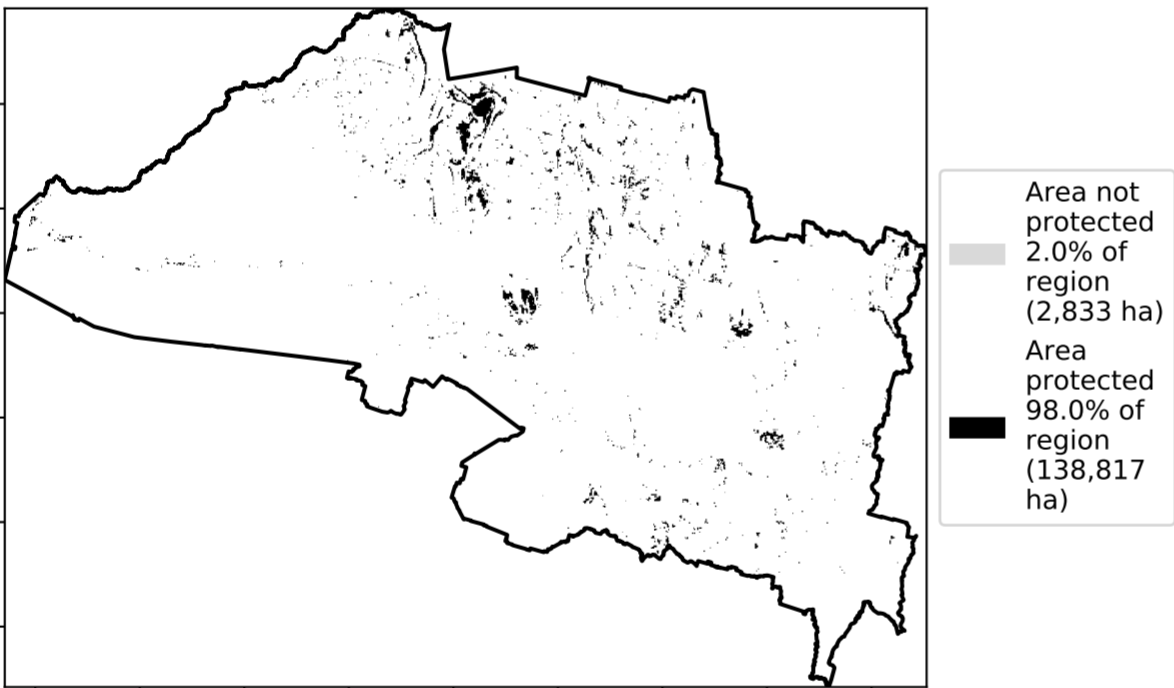 Area not
protected
2.0% of
region
(2,833 ha)
Area
protected
98.0% of
region
(138,817
ha)